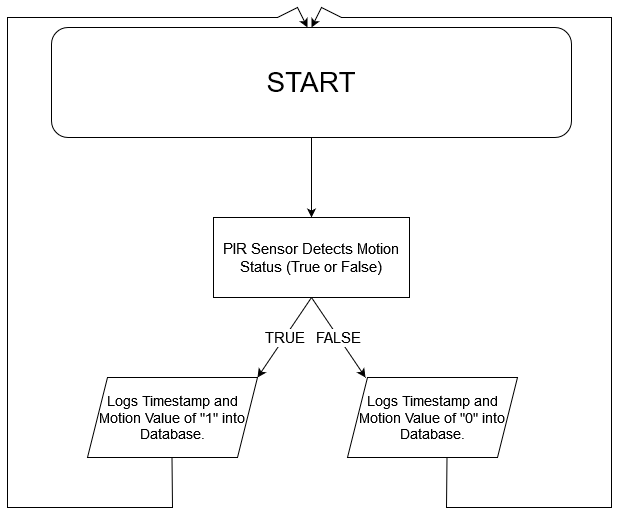 START
PIR Sensor Detects Motion
Status (True or False)
TRUE
FALSE
Logs Timestamp and
Motion Value of "1" into
Database.
Logs Timestamp and
Motion Value of "0" into
Database.